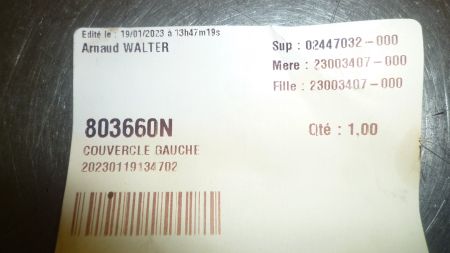 Edité le : 19/01/2023 à 13h47m19s
Arnaud WALTER
Sup : 02447032-000
Mere : 23003407-000
Fille : 23003407-000
803660N
Qté : 1,00
COUVERCLE GAUCHE
20230119134702